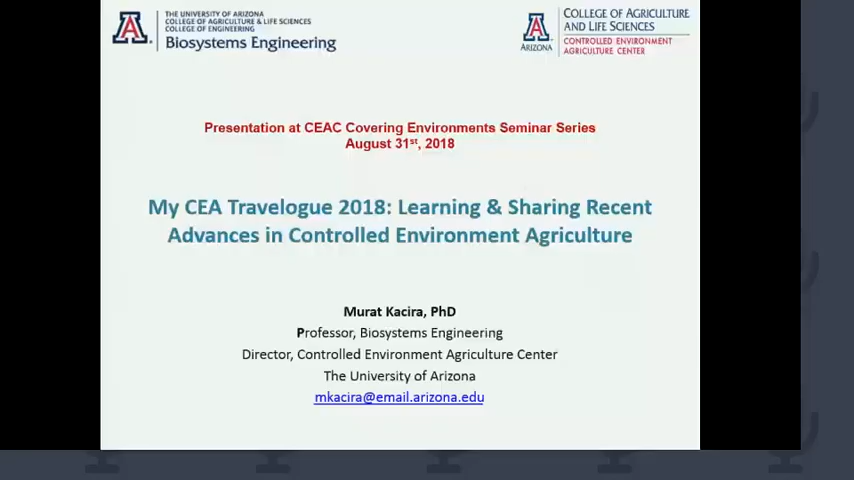 THE UNIVERSITY OF ARIZONA
COLLEGE OF AGRICULTURE & LIFE SCIENCES
COLLEGE OF ENGINEERING
Biosystems Engineering
A
ARIZONA
COLLEGE OF AGRICULTURE
AND LIFE SCIENCES
CONTROLLED ENVIRONMENT
AGRICULTURE CENTER
Presentation at CEAC Covering Environments Seminar Series
August 31st, 2018
My CEA Travelogue 2018: Learning & Sharing Recent
Advances in Controlled Environment Agriculture
Murat Kacira, PhD
Professor, Biosystems Engineering
Director, Controlled Environment Agriculture Center
The University of Arizona
mkacira@email.arizona.edu